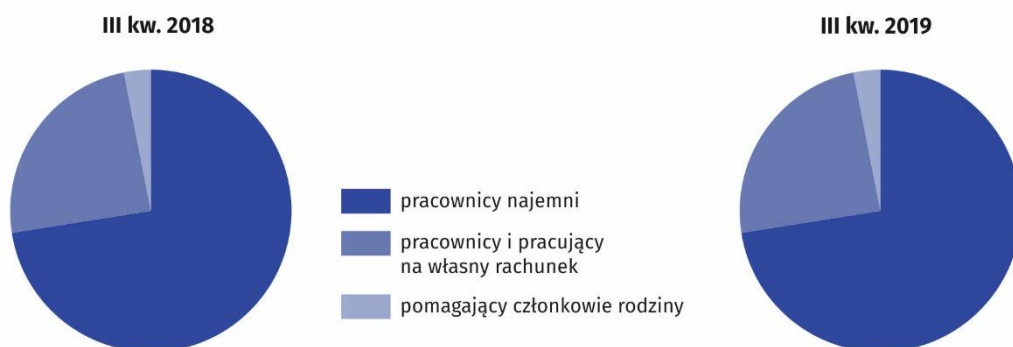 III kw. 2018
III kw. 2019
pracownicy najemni
pracownicy i pracujący
na własny rachunek
pomagający członkowie rodziny